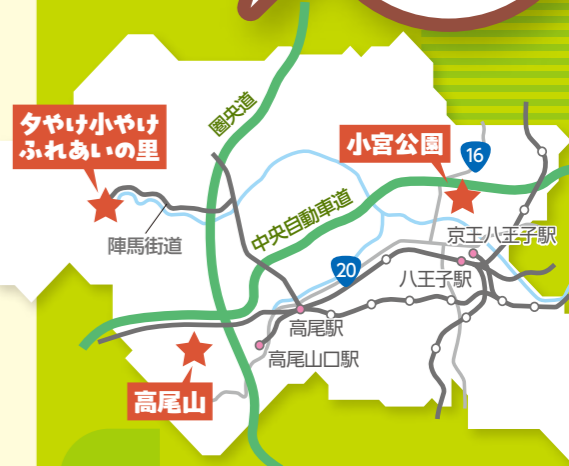 圏央道
夕やけ小やけ
ふれあいの里
小宮公園
16
陣馬街道
中央自動車道
京王八王子駅
20
八王子駅
高尾駅
高尾山口駅
高尾山